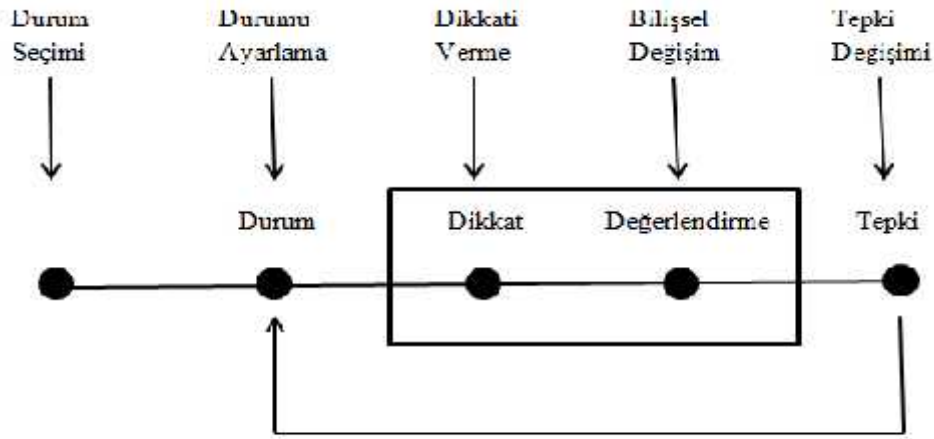 Durum Seçimi
Durumu Ayarlama
Dikkati Verme
Bilişsel Değişim
Tepki Değişimi
Durum
Dikkat
Değerlendirme
Tepki